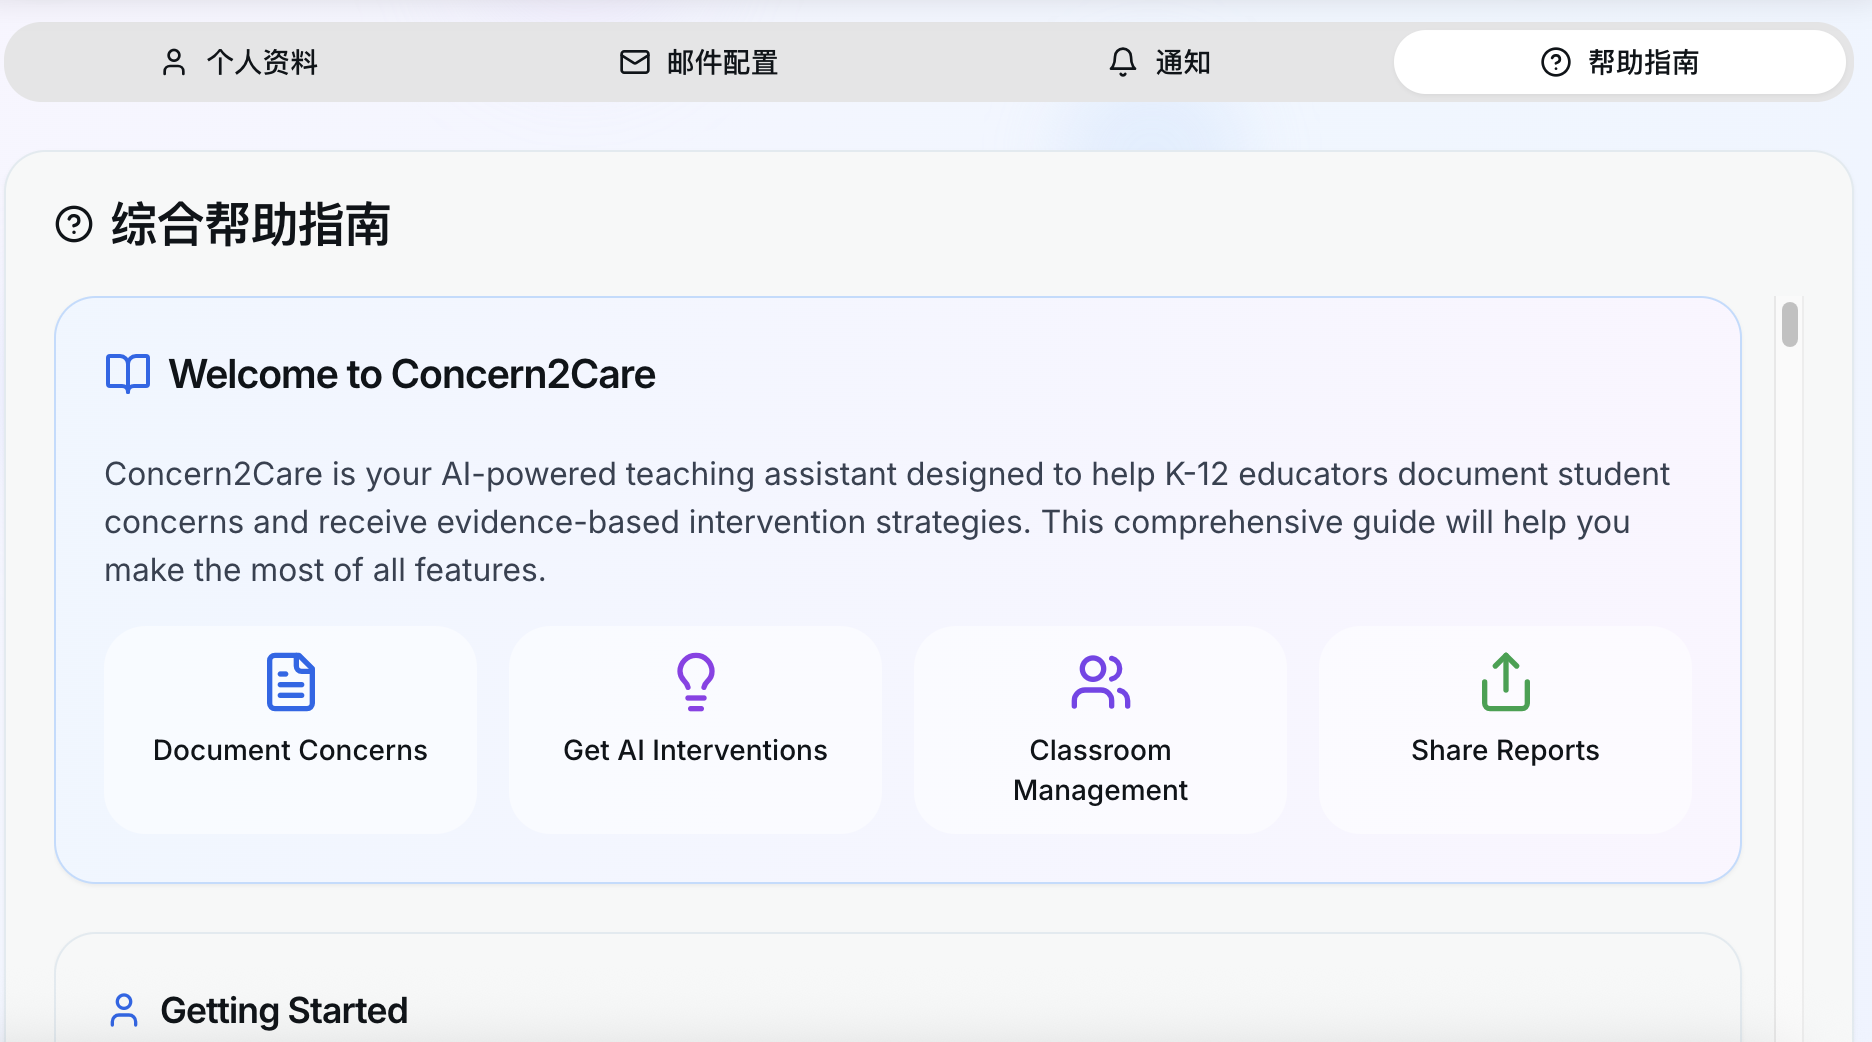 个人资料
邮件配置
通知
帮助指南
综合帮助指南
Welcome to Concern2Care
Concern2Care is your AI-powered teaching assistant designed to help K-12 educators document student
concerns and receive evidence-based intervention strategies. This comprehensive guide will help you
make the most of all features.
Document Concerns
Get AI Interventions
Classroom
Management
Share Reports
Getting Started